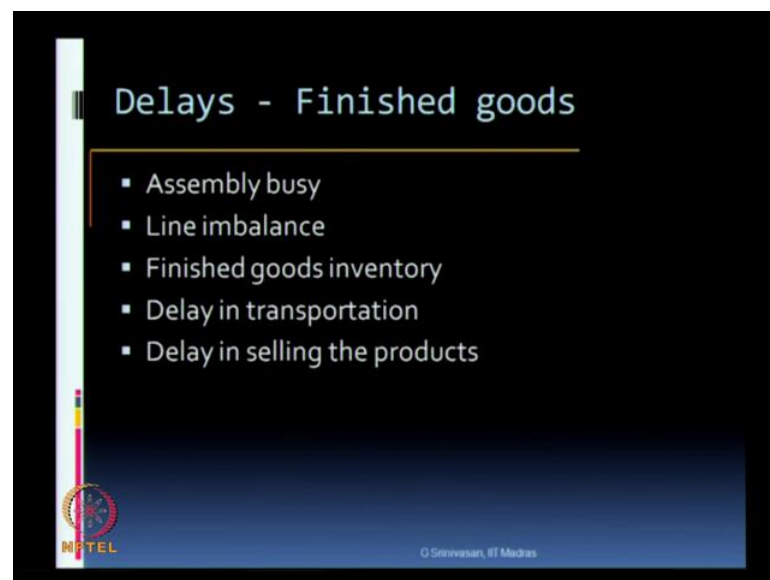 Delays - Finished goods
▪ Assembly busy
▪ Line imbalance
▪ Finished goods inventory
▪ Delay in transportation
▪ Delay in selling the products
NPTEL
G Srinivasan, IIT Madras